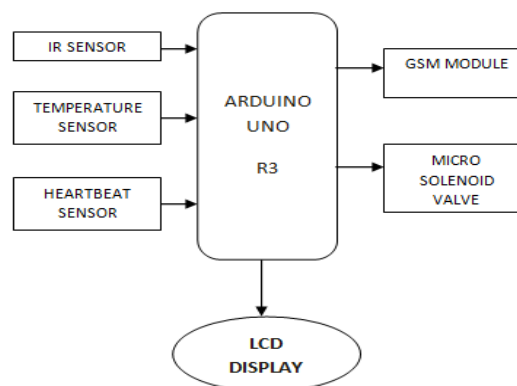 IR SENSOR
TEMPERATURE
SENSOR
HEARTBEAT
SENSOR
ARDUINO
UNO
R3
GSM MODULE
MICRO
SOLENOID
VALVE
LCD
DISPLAY